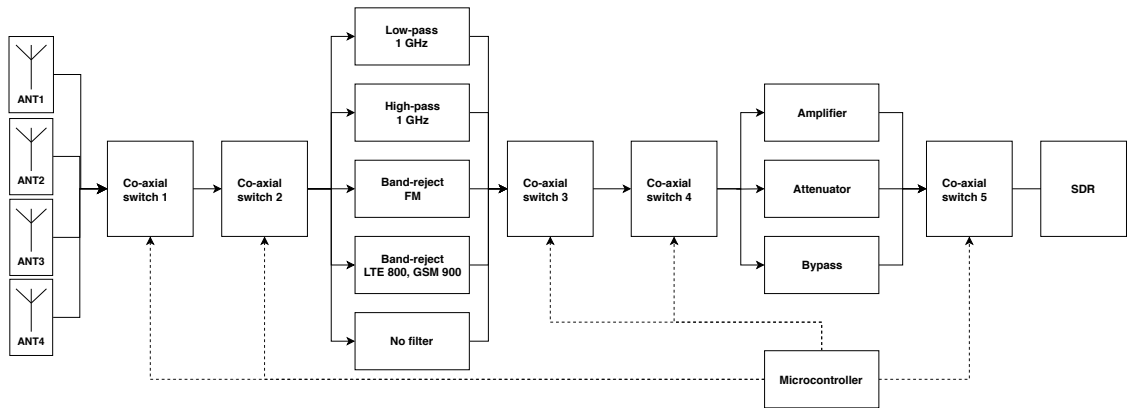 ANT1
ANT2
ANT3
ANT4
Co-axial
switch 1
Co-axial
switch 2
Low-pass
1 GHz
High-pass
1 GHz
Band-reject
FM
Band-reject
LTE 800, GSM 900
No filter
Co-axial
switch 3
Co-axial
switch 4
Amplifier
Attenuator
Bypass
Co-axial
switch 5
SDR
Microcontroller